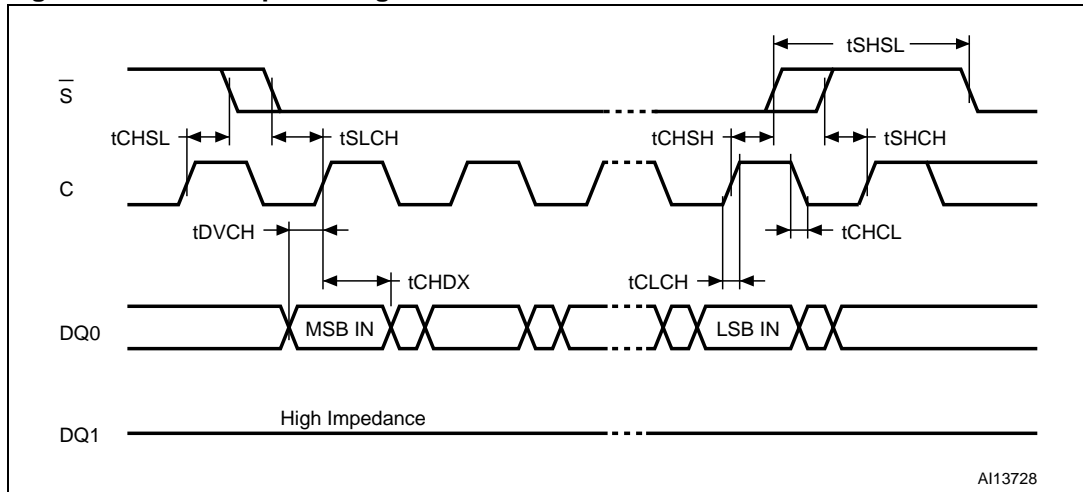 tSHSL
S
tCHSL
tSLCH
tCHSH
tSHCH
C
tDVCH
tCHCL
tCHDX
tCLCH
DQ0
MSB IN
LSB IN
High Impedance
DQ1
AI13728